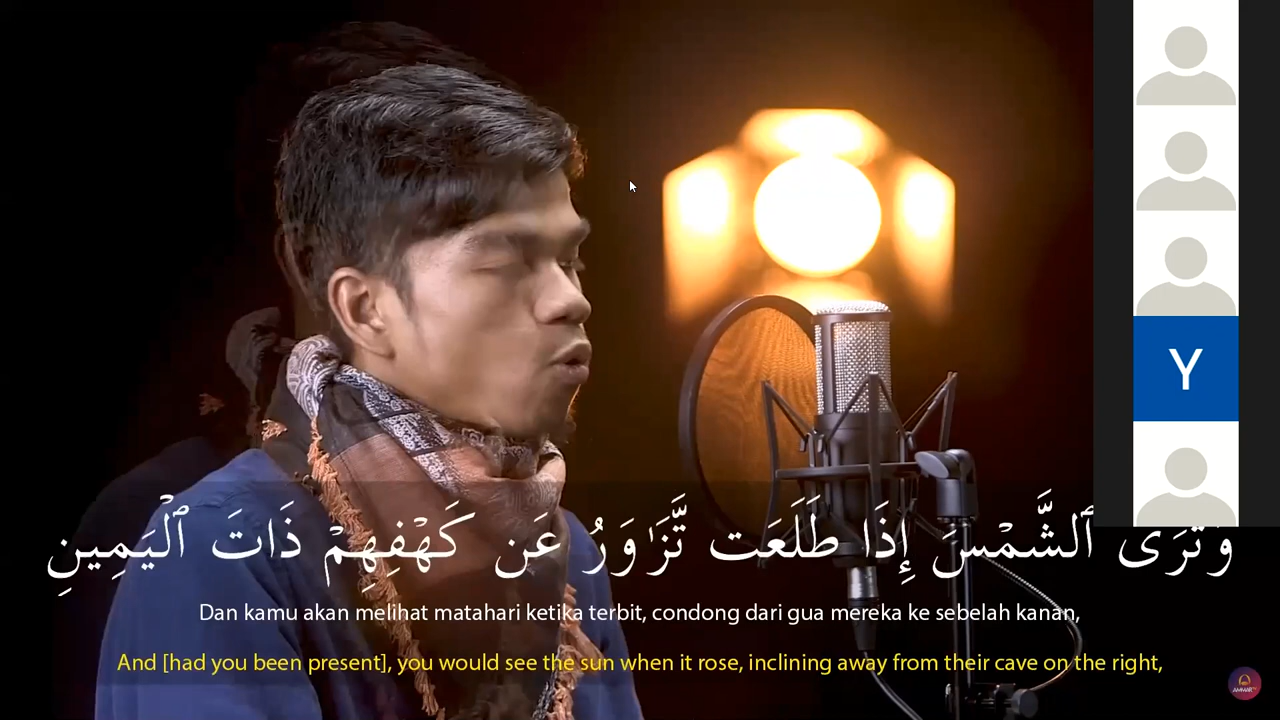 Y
وَتَرَى ٱلشَّمْسَ إِذَا طَلَعَت تَّزَٰوَرُ عَن كَهْفِهِمْ ذَاتَ ٱلْيَمِينِ
Dan kamu akan melihat matahari ketika terbit, condong dari gua mereka ke sebelah kanan,
And [had you been present], you would see the sun when it rose, inclining away from their cave on the right,
AMMAR TV